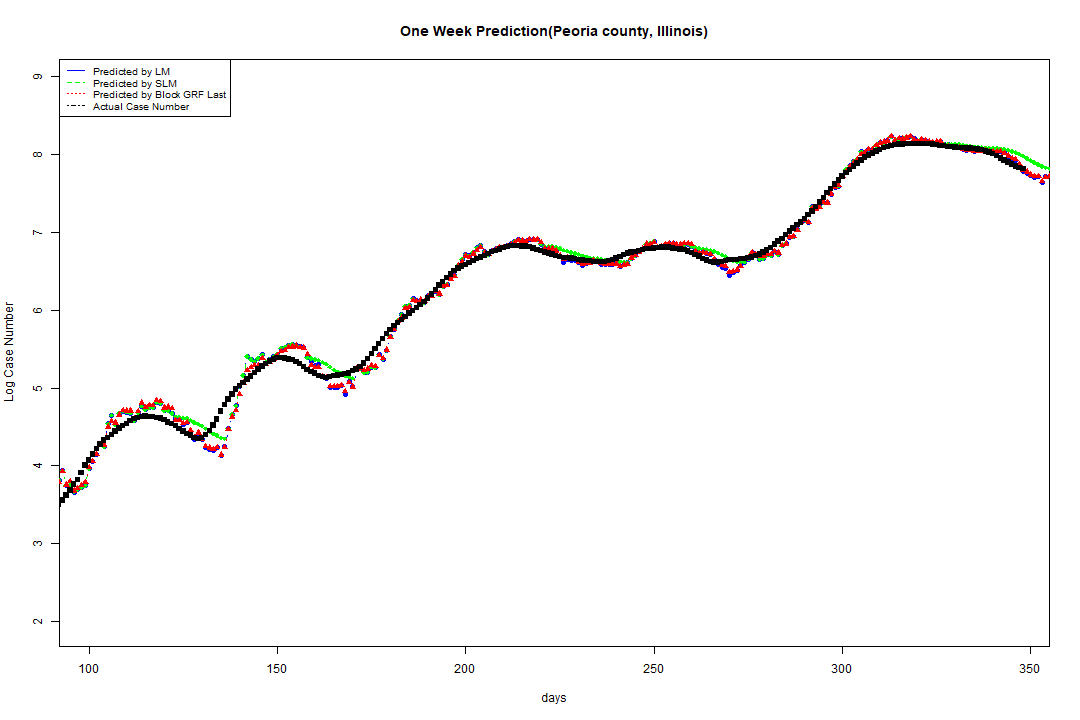 One Week Prediction(Peoria county, Illinois)
Predicted by LM
Predicted by SLM
Predicted by Block GRF Last
Actual Case Number
9
8
7
6
5
4
3
2
Log Case Number
100 150 200 250 300 350
days